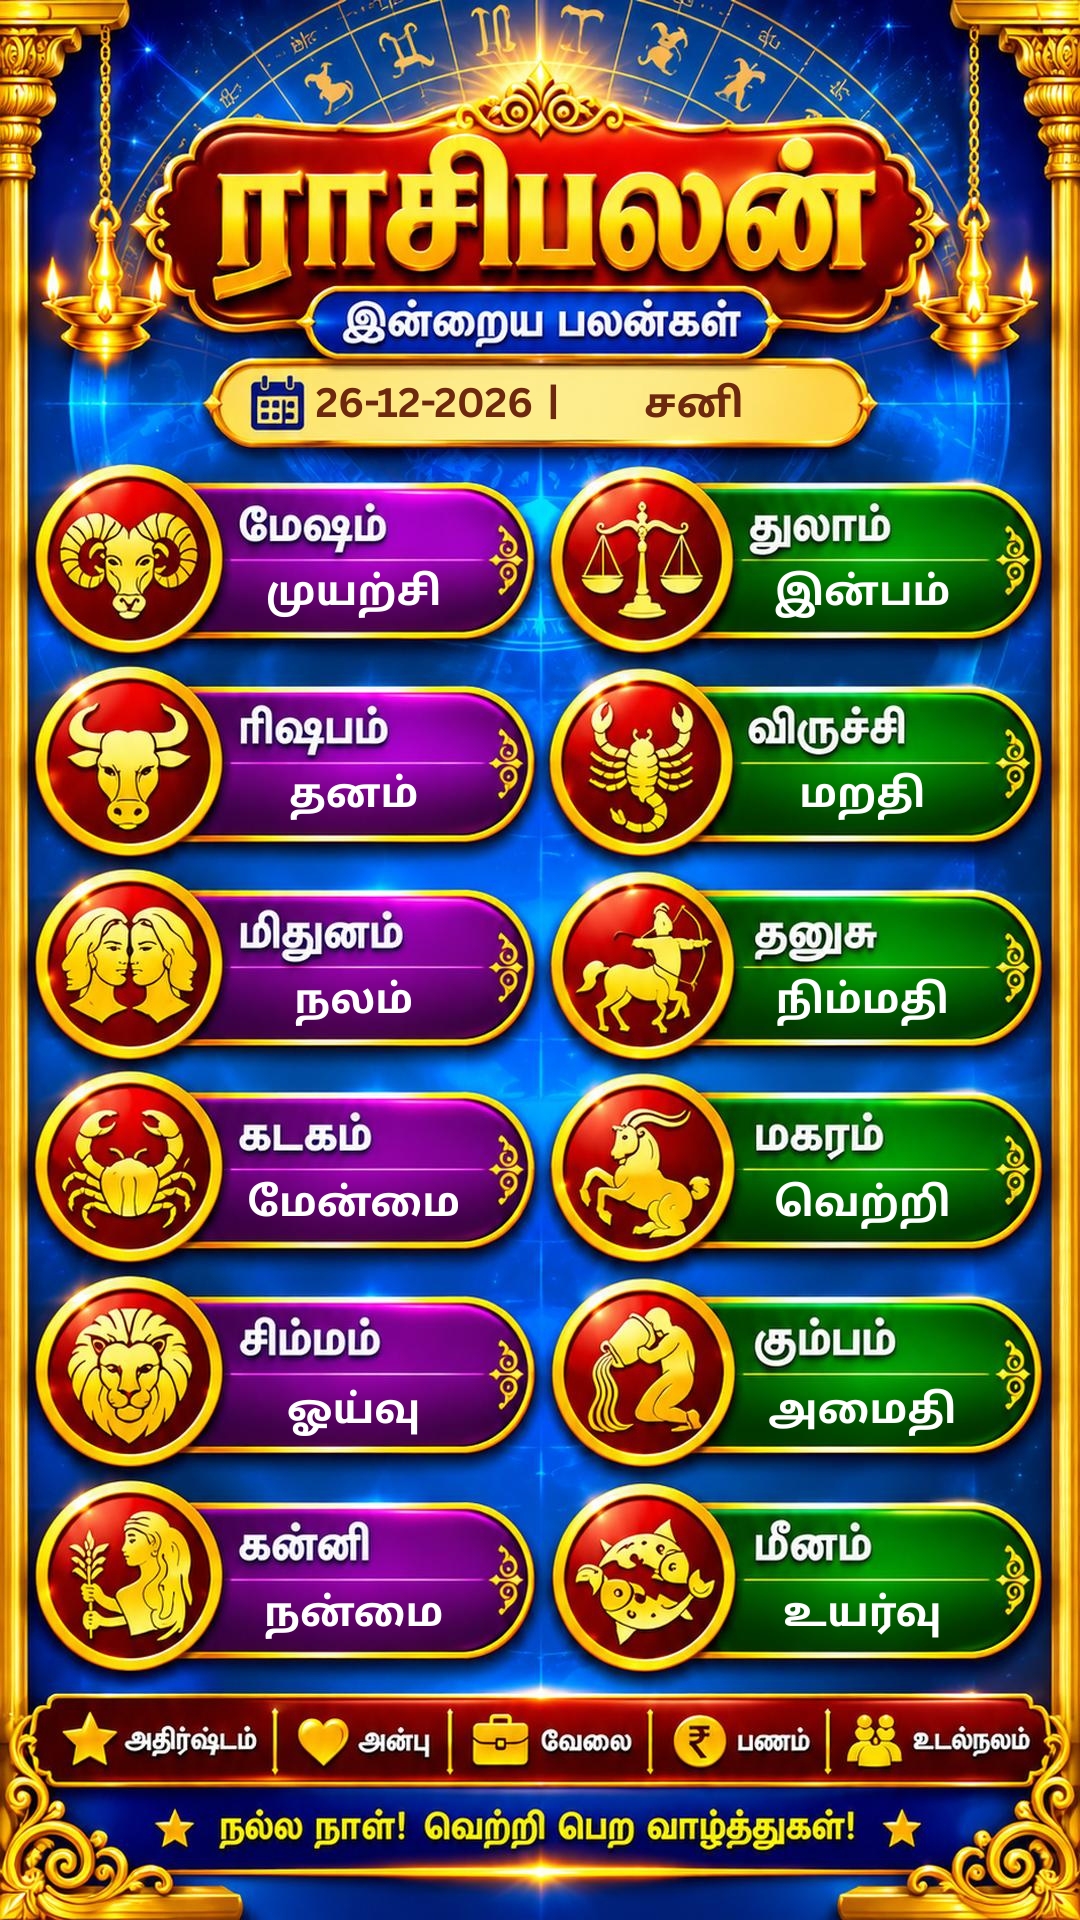 ராசிபலன்
இன்றைய பலன்கள்
26-12-2026 | சனி
மேஷம்
முயற்சி
துலாம்
இன்பம்
ரிஷபம்
தனம்
விருச்சி
மறதி
மிதுனம்
நலம்
தனுசு
நிம்மதி
கடகம்
மேன்மை
மகரம்
வெற்றி
சிம்மம்
ஓய்வு
கும்பம்
அமைதி
கன்னி
நன்மை
மீனம்
உயர்வு
அதிர்ஷ்டம் அன்பு வேலை பணம் உடல்நலம்
நல்ல நாள்! வெற்றி பெற வாழ்த்துகள்!